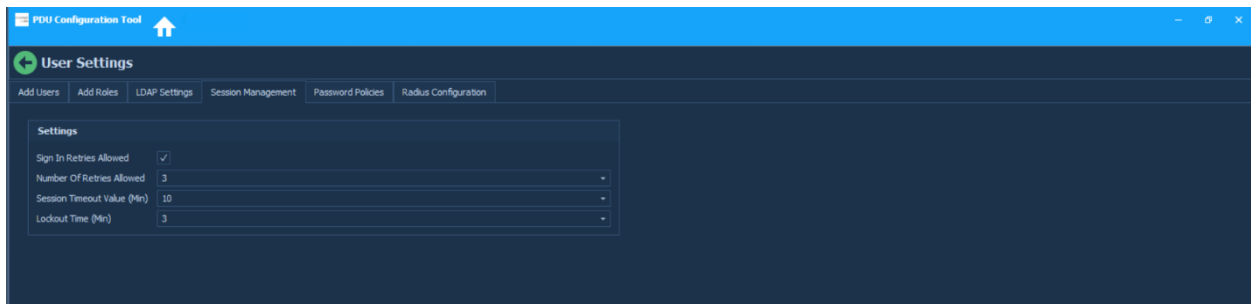 PDU Configuration Tool
User Settings
Add Users Add Roles LDAP Settings Session Management Password Policies Radius Configuration
Settings
Sign In Retries Allowed
Number Of Retries Allowed 3
Session Timeout Value (Min) 10
Lockout Time (Min) 3